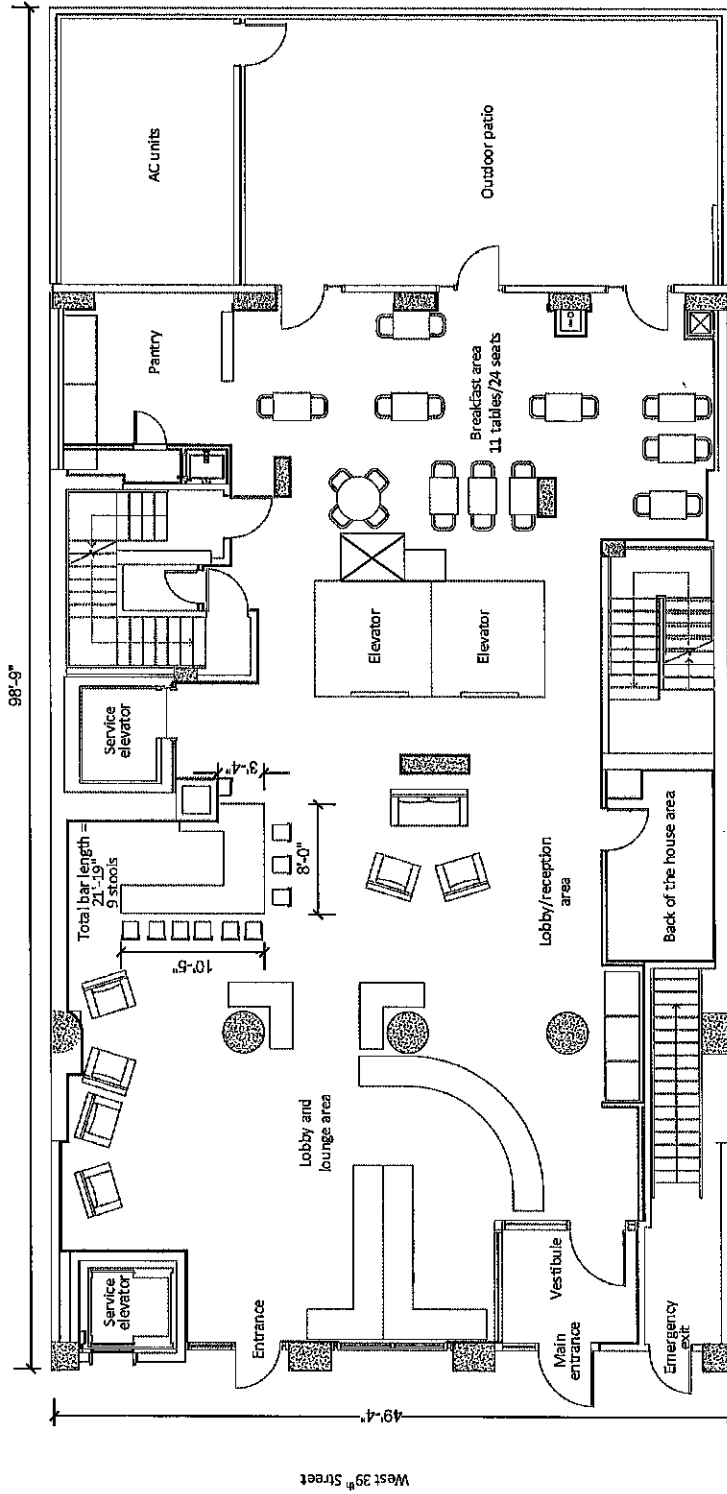 98'-9"
AC units
Outdoor patio
Pantry
Breakfast area
11 tables/24 seats
Elevator
Elevator
Service
elevator
3'-4"
8'-0"
Total bar length =
21'-19"
9 stools
10'-5"
Lobby/reception
area
Back of the house area
Lobby and
lounge area
Service
elevator
Entrance
Vestibule
Main
entrance
Emergency
exit
49'-4"
West 39th Street